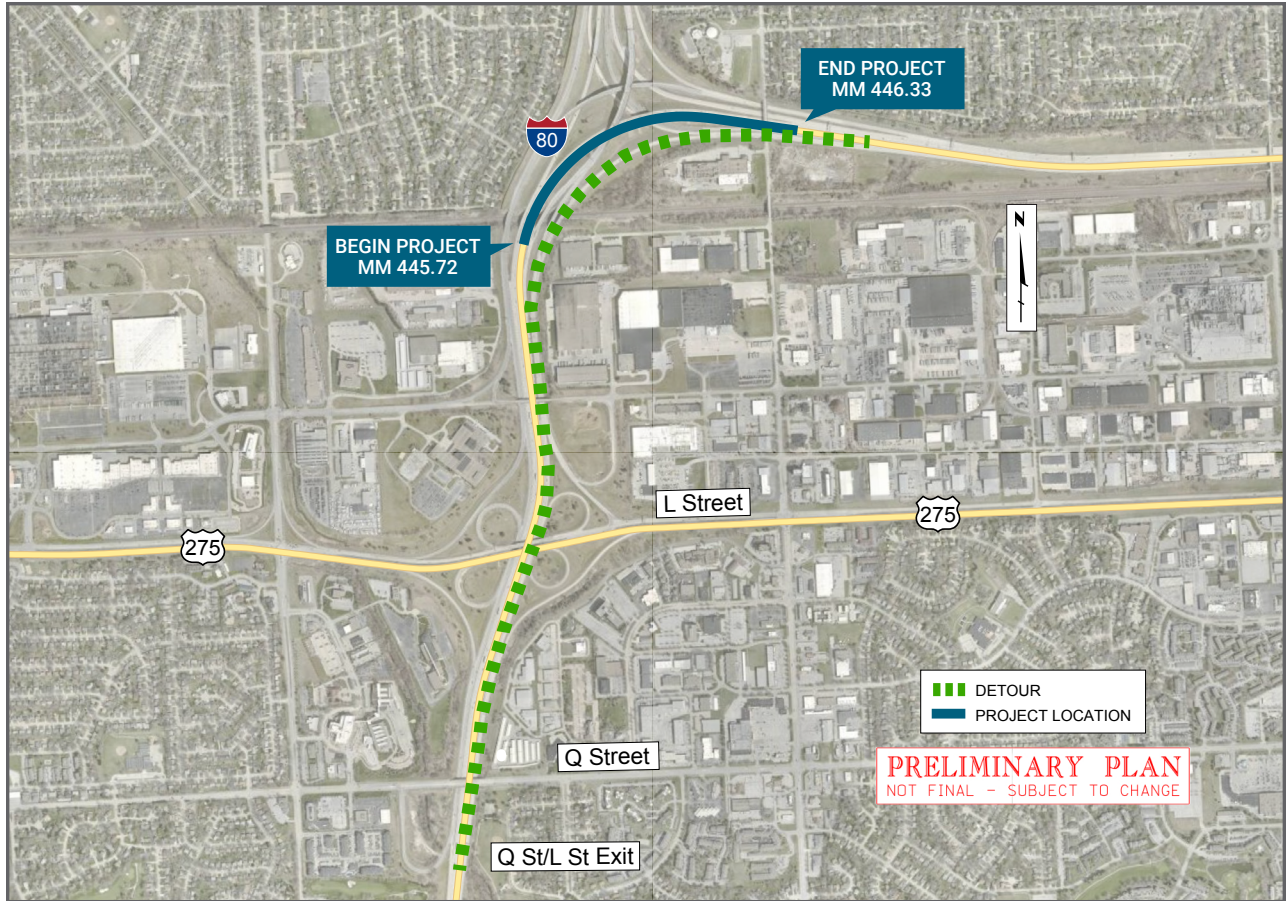 END PROJECT
MM 446.33
80
BEGIN PROJECT
MM 445.72
N
L Street
275
275
DETOUR
PROJECT LOCATION
Q Street
PRELIMINARY PLAN
NOT FINAL - SUBJECT TO CHANGE
Q St/L St Exit